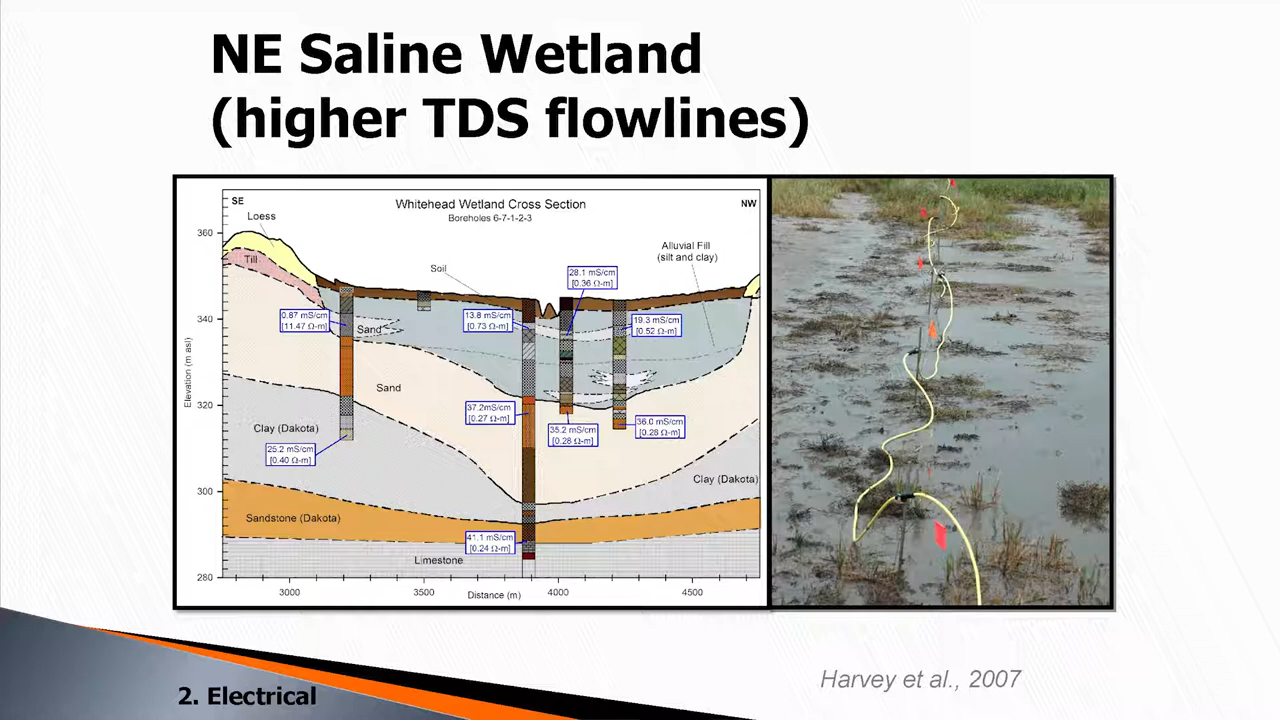 NE Saline Wetland
(higher TDS flowlines)
SE
Whitehead Wetland Cross Section
NW
Boreholes 6-7-1-2-3
Loess
Till
Soil
Alluvial Fill
(silt and clay)
28.1 mS/cm
[0.36 Ω-m]
0.87 mS/cm
[11.47 Ω-m]
Sand
13.8 mS/cm
[0.73 Ω-m]
19.3 mS/cm
[0.52 Ω-m]
Sand
37.2mS/cm
[0.27 Ω-m]
35.2 mS/cm
[0.28 Ω-m]
36.0 mS/cm
[0.28 Ω-m]
Clay (Dakota)
25.2 mS/cm
[0.40 Ω-m]
Clay (Dakota)
Sandstone (Dakota)
41.1 mS/cm
[0.24 Ω-m]
Limestone
Elevation (m asl)
360
340
320
300
280
3000
3500
4000
4500
Distance (m)
Harvey et al., 2007
2. Electrical